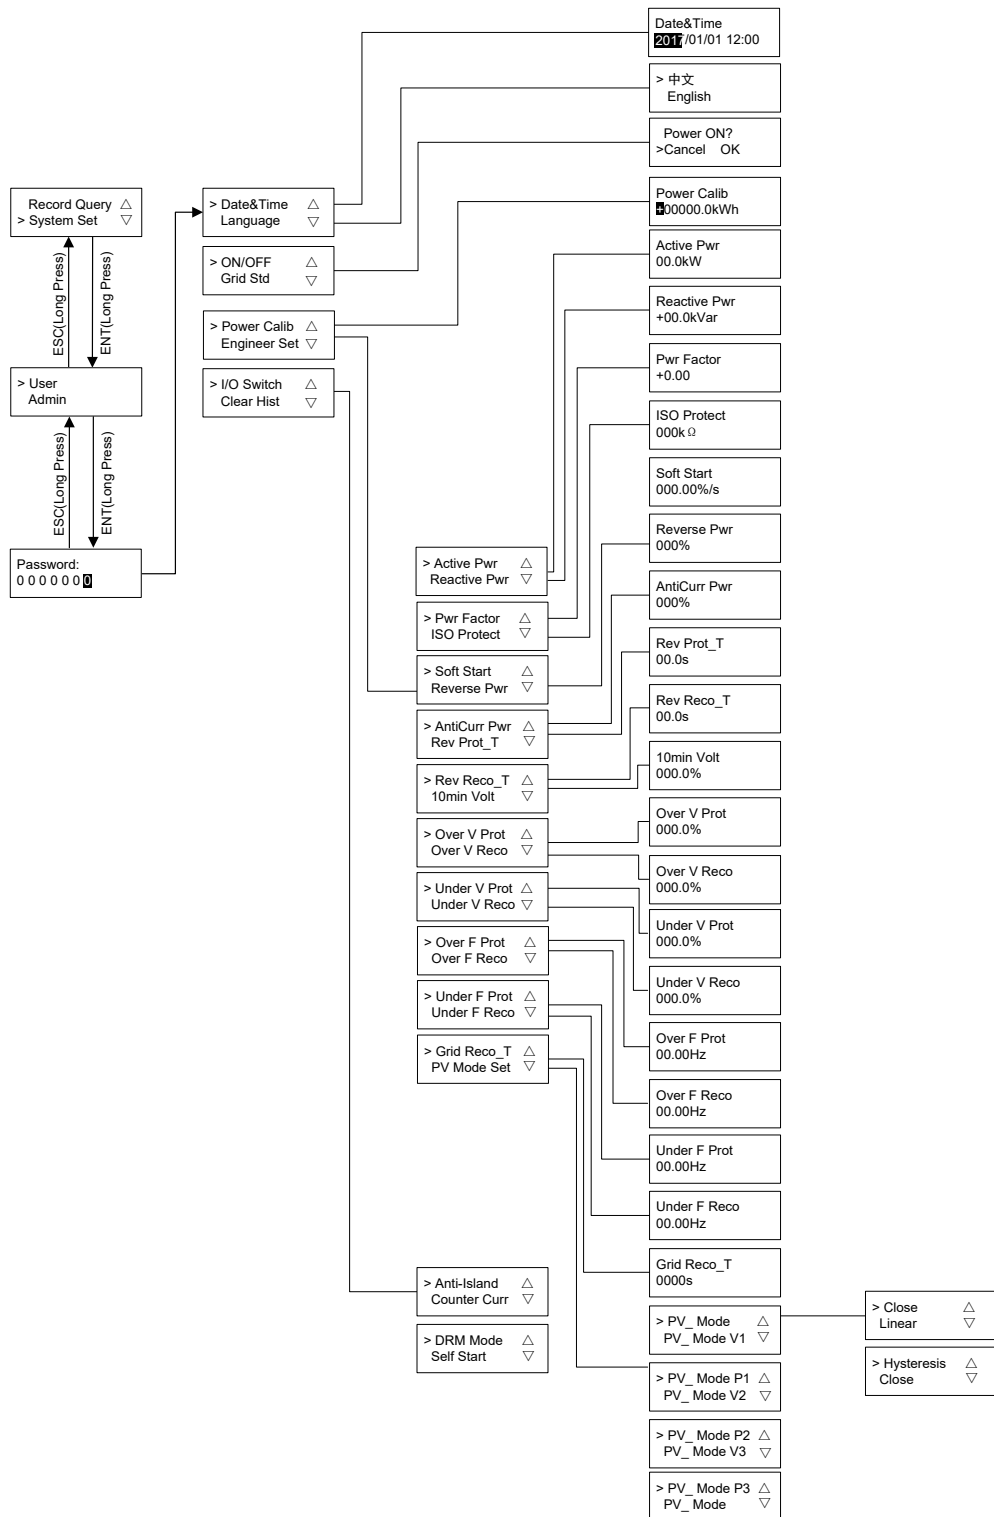 Record Query △
> System Set ▽
ESC(Long Press)
ENT(Long Press)
> User
Admin
ESC(Long Press)
ENT(Long Press)
Password:
0 0 0 0 0 0 0
> Date&Time △
Language ▽
> ON/OFF △
Grid Std ▽
> Power Calib △
Engineer Set ▽
> I/O Switch △
Clear Hist ▽
> Active Pwr △
Reactive Pwr ▽
> Pwr Factor △
ISO Protect ▽
> Soft Start △
Reverse Pwr ▽
> AntiCurr Pwr △
Rev Prot_T ▽
> Rev Reco_T △
10min Volt ▽
> Over V Prot △
Over V Reco ▽
> Under V Prot △
Under V Reco ▽
> Over F Prot △
Over F Reco ▽
> Under F Prot △
Under F Reco ▽
> Grid Reco_T △
PV Mode Set ▽
> Anti-Island △
Counter Curr ▽
> DRM Mode △
Self Start ▽
Date&Time
2017/01/01 12:00
> 中文
English
Power ON?
>Cancel OK
Power Calib
+00000.0kWh
Active Pwr
00.0kW
Reactive Pwr
+00.0kVar
Pwr Factor
+0.00
ISO Protect
000kΩ
Soft Start
000.00%/s
Reverse Pwr
000%
AntiCurr Pwr
000%
Rev Prot_T
00.0s
Rev Reco_T
00.0s
10min Volt
000.0%
Over V Prot
000.0%
Over V Reco
000.0%
Under V Prot
000.0%
Under V Reco
000.0%
Over F Prot
00.00Hz
Over F Reco
00.00Hz
Under F Prot
00.00Hz
Under F Reco
00.00Hz
Grid Reco_T
0000s
> PV_ Mode △
PV_ Mode V1 ▽
> PV_ Mode P1 △
PV_ Mode V2 ▽
> PV_ Mode P2 △
PV_ Mode V3 ▽
> PV_ Mode P3 △
PV_ Mode ▽
> Close △
Linear ▽
> Hysteresis △
Close ▽